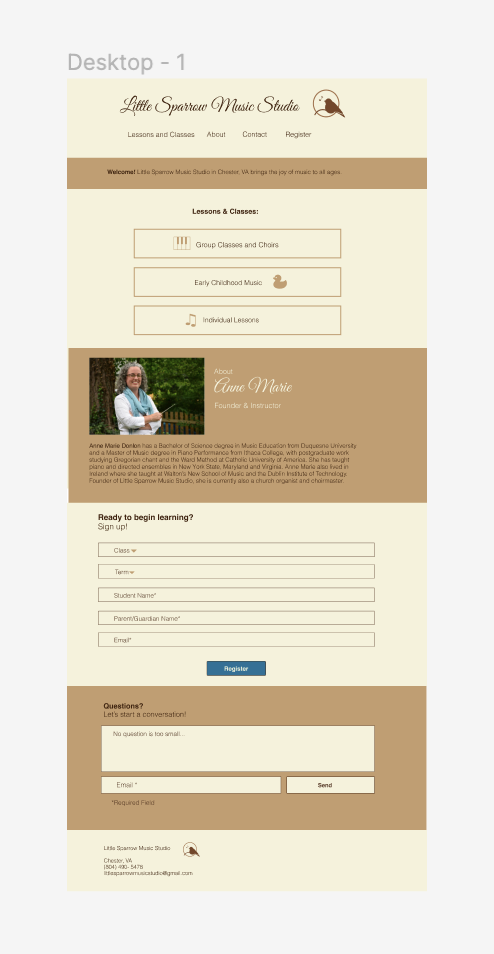 Desktop - 1
Little Sparrow Music Studio
Lessons and Classes About Contact Register
Welcome! Little Sparrow Music Studio in Chester, VA brings the joy of music to all ages.
Lessons & Classes:
Group Classes and Choirs
Early Childhood Music
Individual Lessons
About
Anne Marie
Founder & Instructor
Anne Marie Donlon has a Bachelor of Science degree in Music Education from Duquesne University
and a Master of Music degree in Piano Performance from Ithaca College, with postgraduate work
studying Gregorian chant and the Ward Method at Catholic University of America. She has taught
piano and directed ensembles in New York State, Maryland and Virginia. Anne Marie also lived in
Ireland where she taught at Walton's New School of Music and the Dublin Institute of Technology.
Founder of Little Sparrow Music Studio, she is currently also a church organist and choirmaster.
Ready to begin learning?
Sign up!
Class
Term
Student Name*
Parent/Guardian Name*
Email*
Register
Questions?
Let's start a conversation!
No question is too small...
Email *
Send
*Required Field
Little Sparrow Music Studio
Chester, VA
(804) 490- 5478
littlesparrowmusicstudio@gmail.com